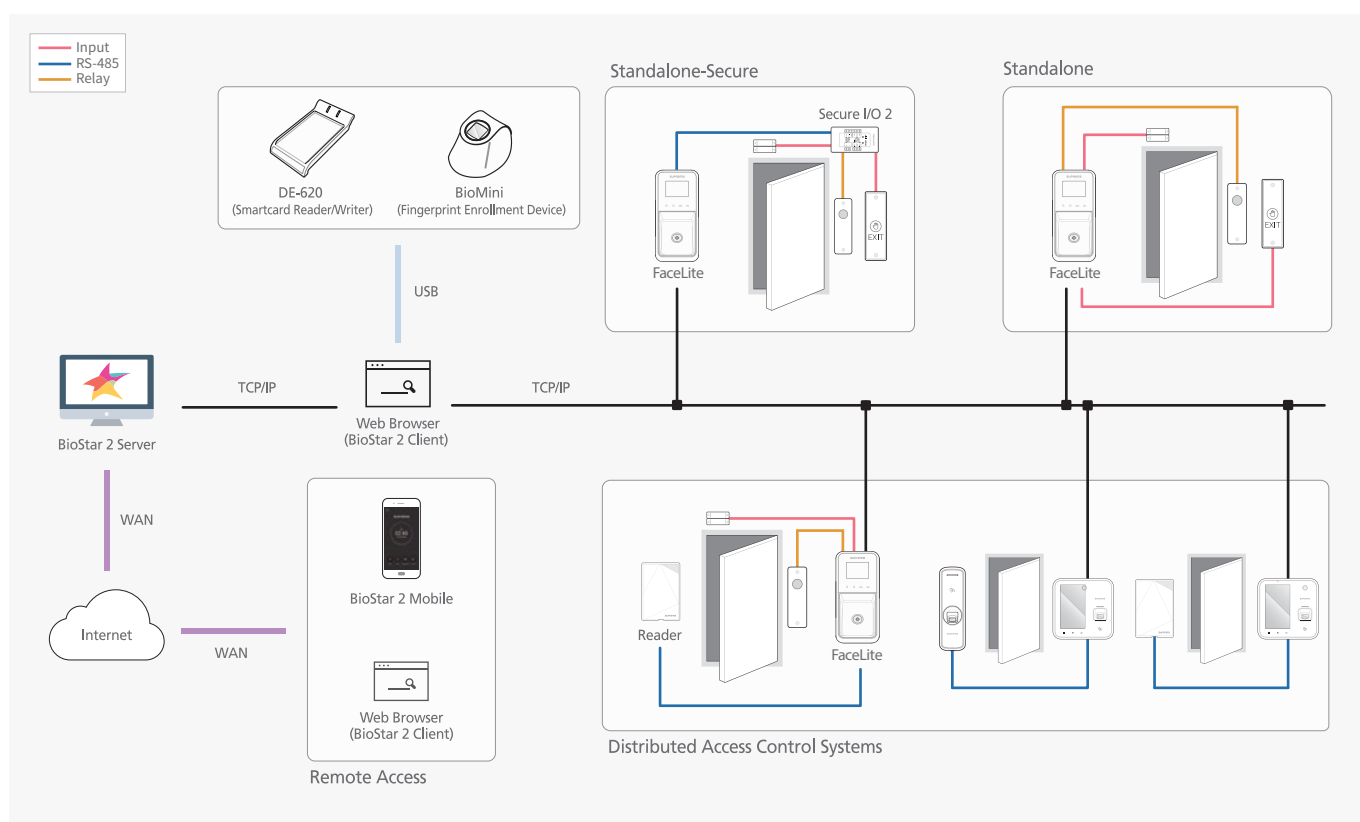 Input
RS-485
Relay
DE-620
(Smartcard Reader/Writer)
BioMini
(Fingerprint Enrollment Device)
USB
Standalone-Secure
Secure I/O 2
EXIT
FaceLite
Standalone
EXIT
FaceLite
BioStar 2 Server
TCP/IP
Web Browser
(BioStar 2 Client)
TCP/IP
WAN
Internet
WAN
BioStar 2 Mobile
Web Browser
(BioStar 2 Client)
Remote Access
Reader
FaceLite
Distributed Access Control Systems